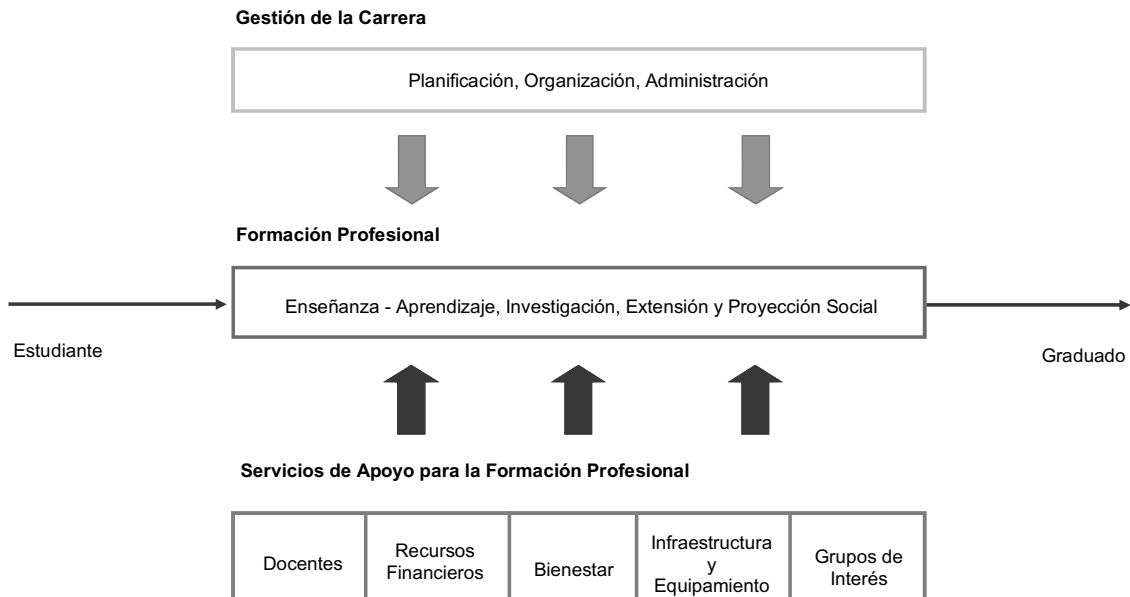 Gestión de la Carrera
Planificación, Organización, Administración
Formación Profesional
Enseñanza - Aprendizaje, Investigación, Extensión y Proyección Social
Estudiante
Graduado
Servicios de Apoyo para la Formación Profesional
Docentes
Recursos
Financieros
Bienestar
Infraestructura
y
Equipamiento
Grupos de
Interés